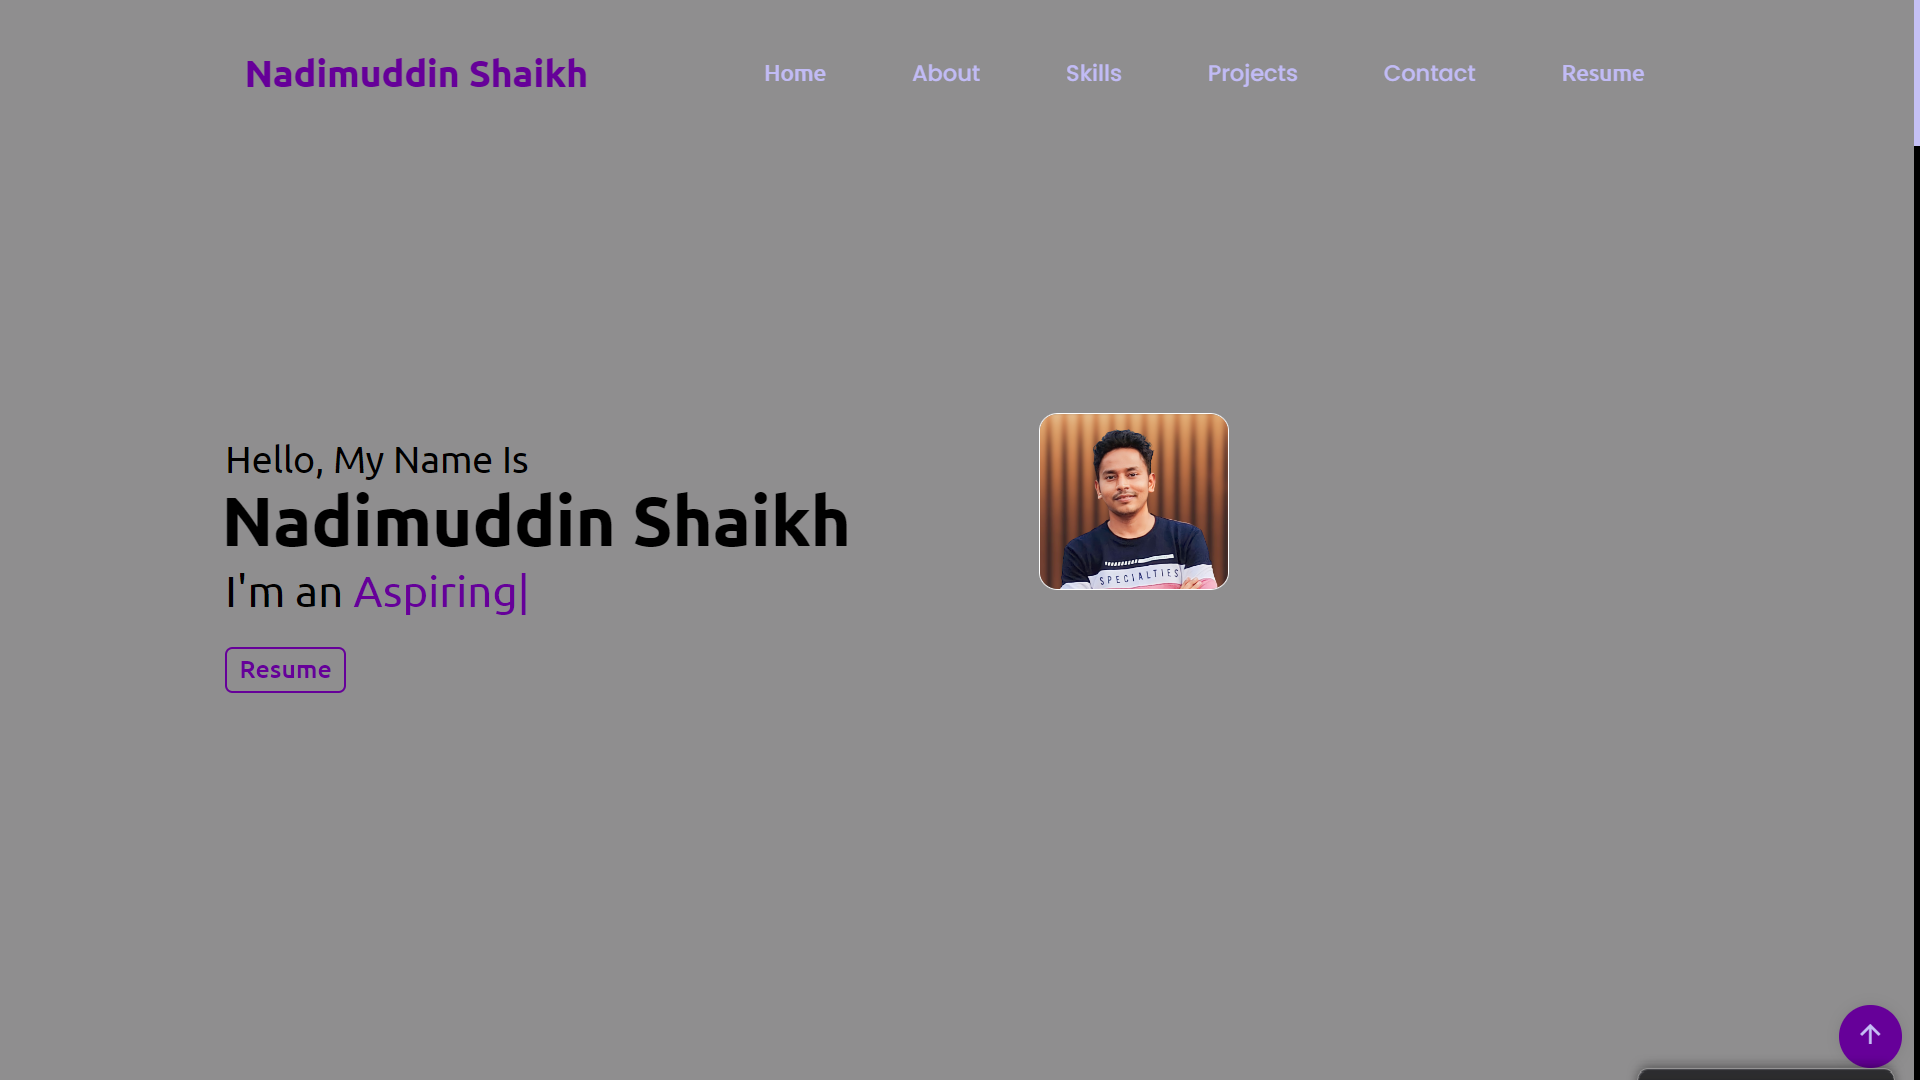 Nadimuddin Shaikh
Home About Skills Projects Contact Resume
Hello, My Name Is
Nadimuddin Shaikh
I'm an Aspiring|
Resume
SPECIALTIES